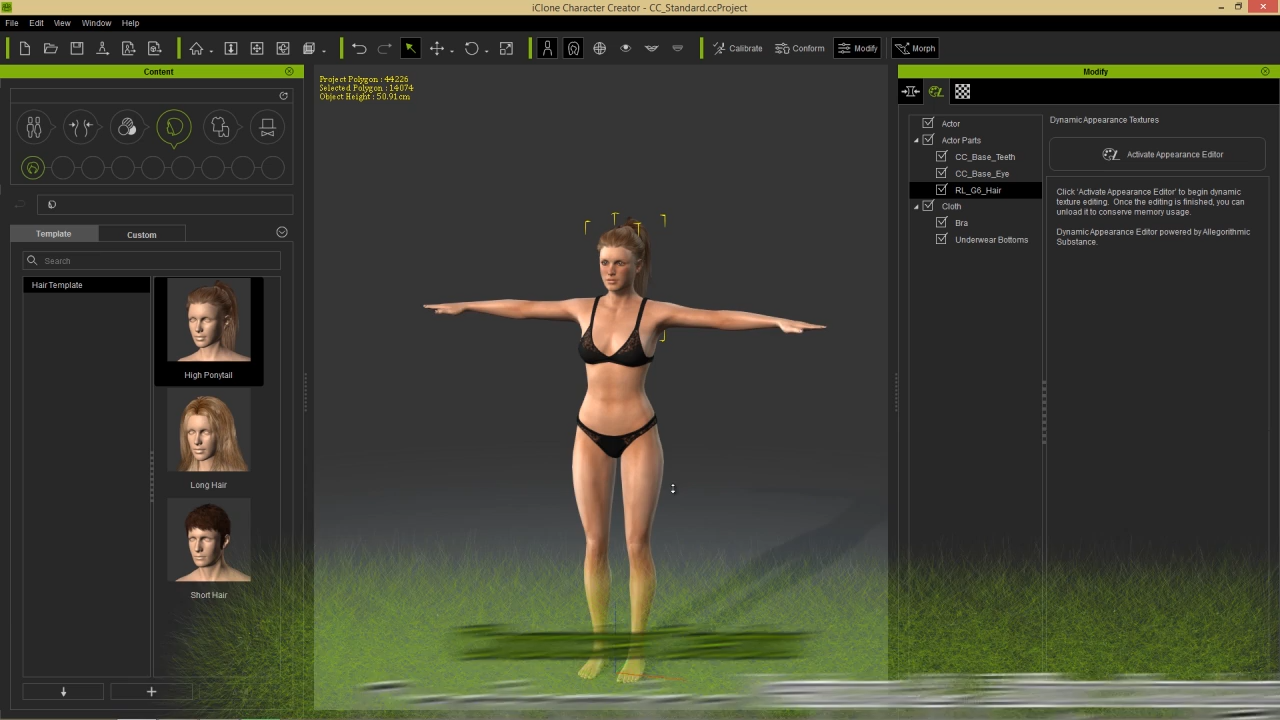 iClone Character Creator - CC_Standard.ccProject
File Edit View Window Help
Calibrate Conform Modify Morph
Content
Template Custom
Search
Hair Template
High Ponytail
Long Hair
Short Hair
Project Polygon : 44226
Selected Polygon : 14074
Object Height : 50.91cm
Modify
Actor
Actor Parts
CC_Base_Teeth
CC_Base_Eye
RL_G6_Hair
Cloth
Bra
Underwear Bottoms
Dynamic Appearance Textures
Activate Appearance Editor
Click 'Activate Appearance Editor' to begin dynamic
texture editing. Once the editing is finished, you can
unload it to conserve memory usage.
Dynamic Appearance Editor powered by Allegorithmic
Substance.